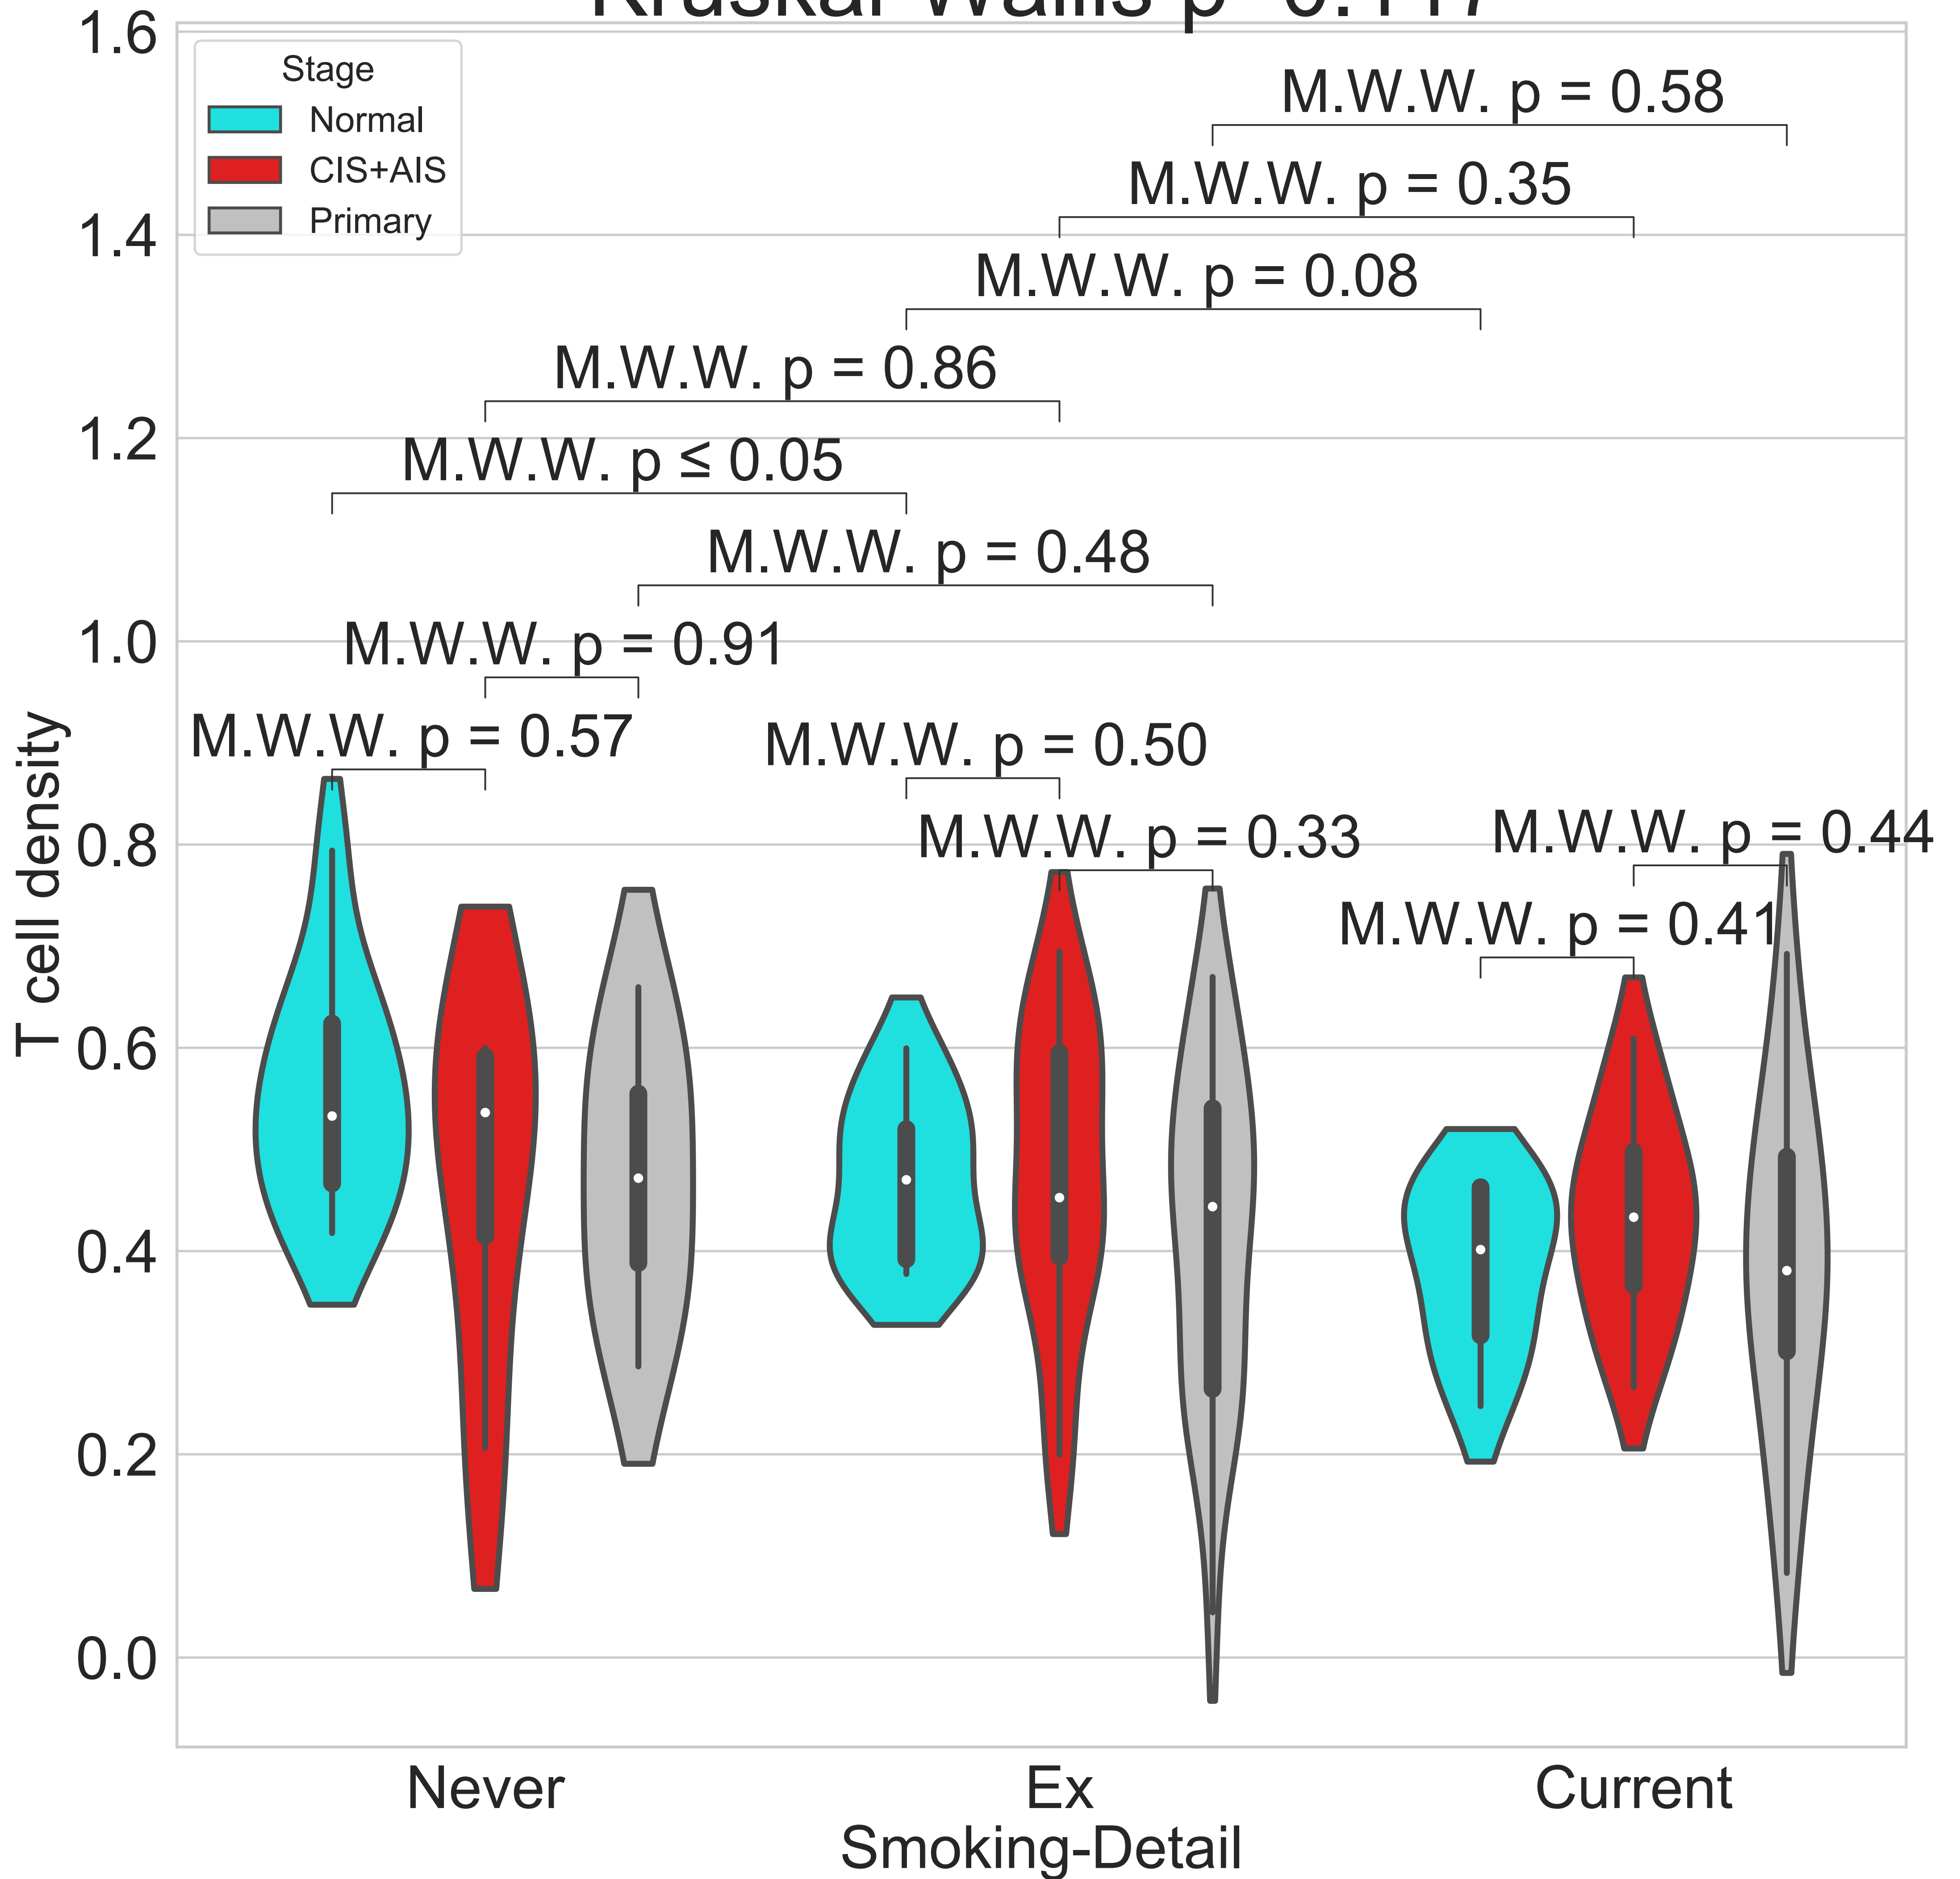 Stage
Normal
CIS+AIS
Primary
M.W.W. p = 0.58
M.W.W. p = 0.35
M.W.W. p = 0.08
M.W.W. p = 0.86
M.W.W. p ≤ 0.05
M.W.W. p = 0.48
M.W.W. p = 0.91
M.W.W. p = 0.57
M.W.W. p = 0.50
M.W.W. p = 0.33
M.W.W. p = 0.44
M.W.W. p = 0.41
1.6
1.4
1.2
1.0
0.8
0.6
0.4
0.2
0.0
T cell density
Never
Ex
Current
Smoking-Detail